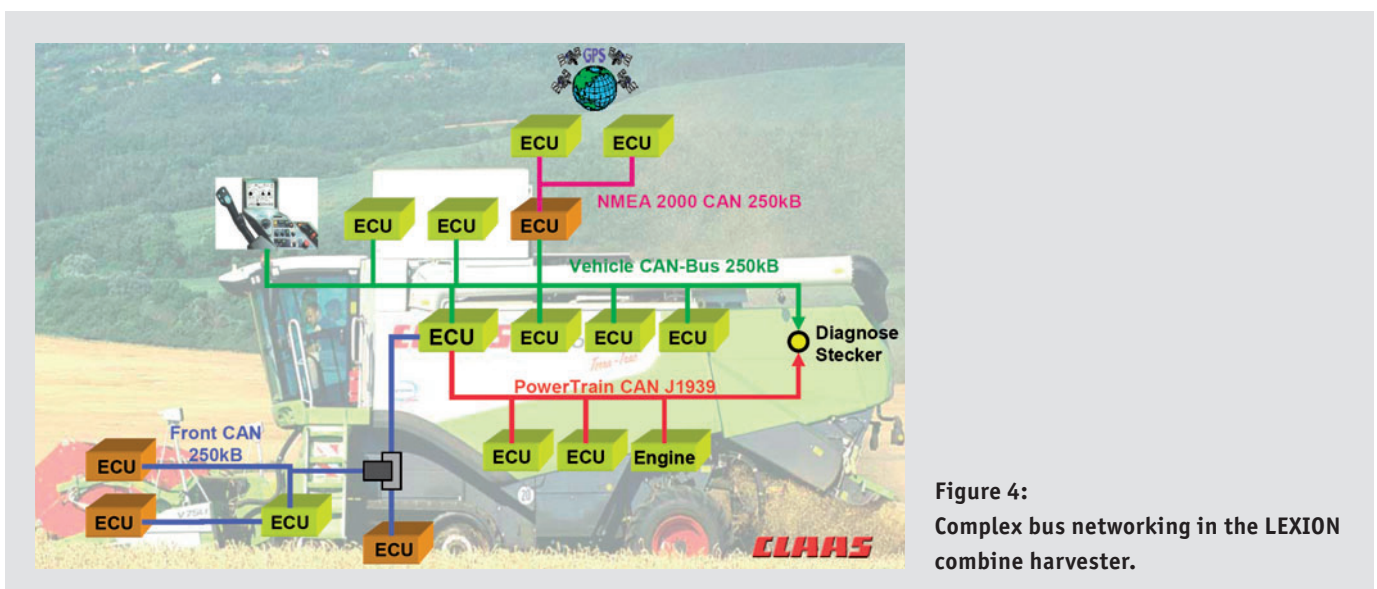 GPS
ECU ECU
NMEA 2000 CAN 250kB
ECU ECU ECU
Vehicle CAN-Bus 250kB
ECU ECU ECU ECU
Diagnose
Stecker
PowerTrain CAN J1939
Front CAN
250kB
ECU
ECU ECU Engine
ECU ECU
ECU
20
CLAAS
Figure 4:
Complex bus networking in the LEXION
combine harvester.